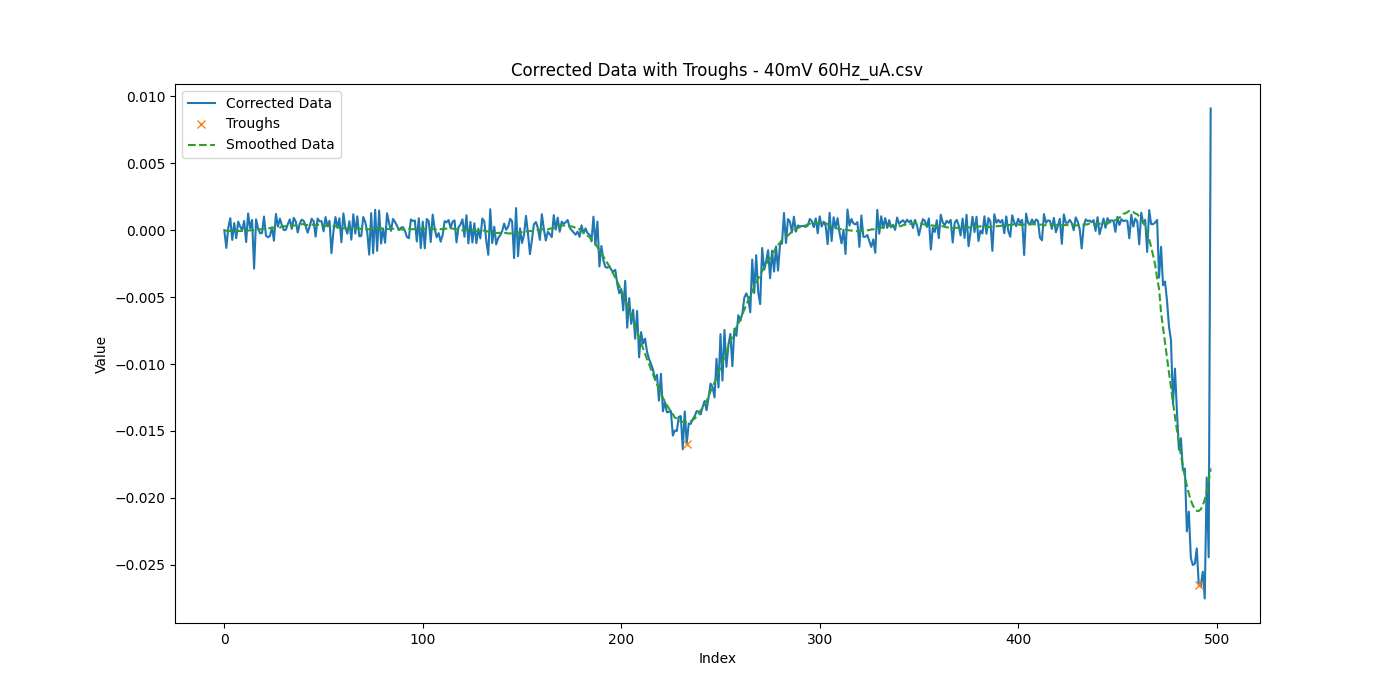 Corrected Data with Troughs - 40mV 60Hz_uA.csv
Corrected Data
Troughs
Smoothed Data
0.010
0.005
0.000
−0.005
−0.010
−0.015
−0.020
−0.025
Value
0 100 200 300 400 500
Index